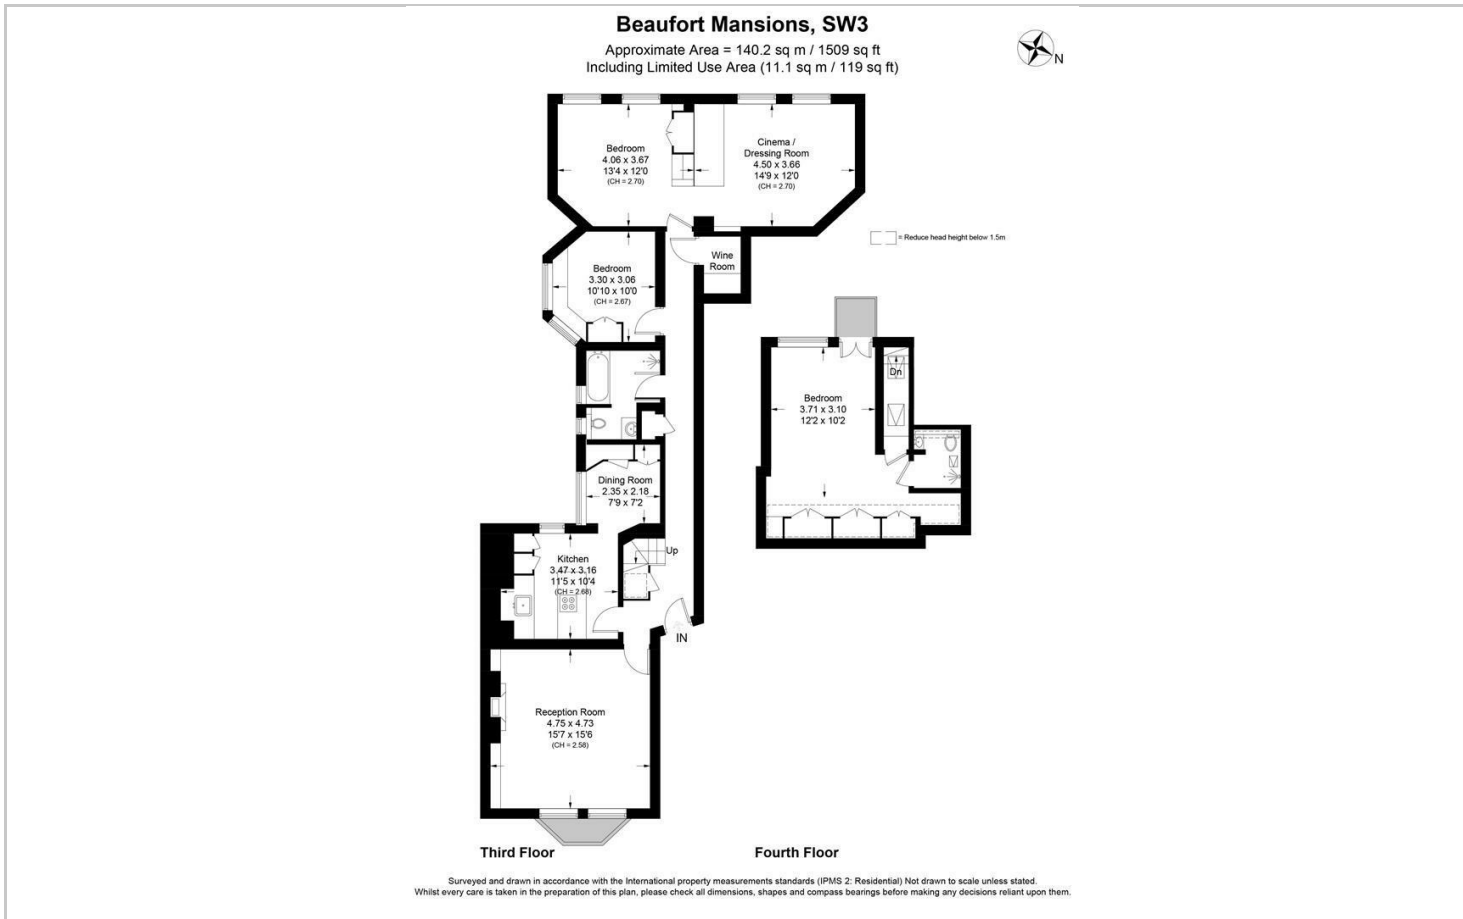 Beaufort Mansions, SW3
Approximate Area = 140.2 sq m / 1509 sq ft
Including Limited Use Area (11.1 sq m / 119 sq ft)
N
Bedroom
4.06 x 3.67
13'4 x 12'0
(CH = 2.70)
Cinema /
Dressing Room
4.50 x 3.66
14'9 x 12'0
(CH = 2.70)
= Reduce head height below 1.5m
Wine
Room
Bedroom
3.30 x 3.06
10'10 x 10'0
(CH = 2.67)
Dn
Bedroom
3.71 x 3.10
12'2 x 10'2
Dining Room
2.35 x 2.18
7'9 x 7'2
Up
Kitchen
3.47 x 3.16
11'5 x 10'4
(CH = 2.68)
IN
Reception Room
4.75 x 4.73
15'7 x 15'6
(CH = 2.58)
Third Floor
Fourth Floor
Surveyed and drawn in accordance with the International property measurements standards (IPMS 2: Residential) Not drawn to scale unless stated.
Whilst every care is taken in the preparation of this plan, please check all dimensions, shapes and compass bearings before making any decisions reliant upon them.